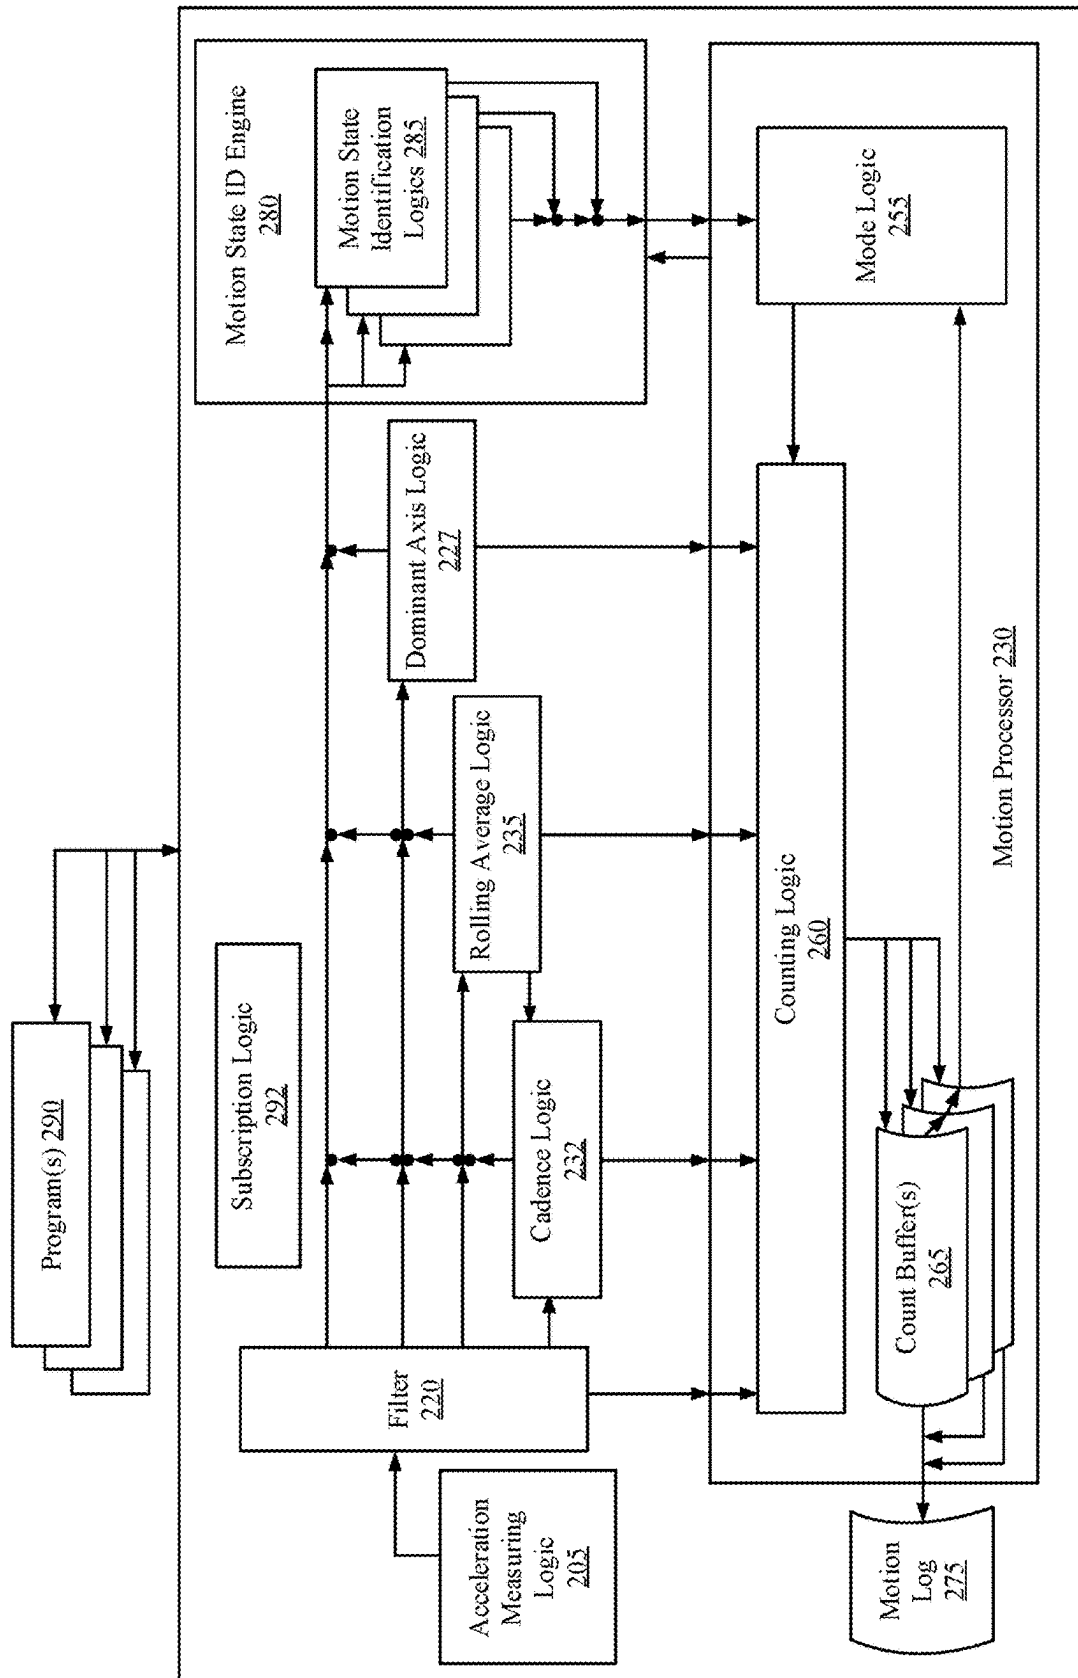 Program(s) 290
Subscription Logic
292
Motion State ID Engine
280
Motion State
Identification
Logics 285
Filter
220
Dominant Axis Logic
227
Rolling Average Logic
235
Cadence Logic
232
Acceleration
Measuring
Logic
205
Counting Logic
260
Mode Logic
255
Count Buffer(s)
265
Motion Processor 230
Motion
Log
275